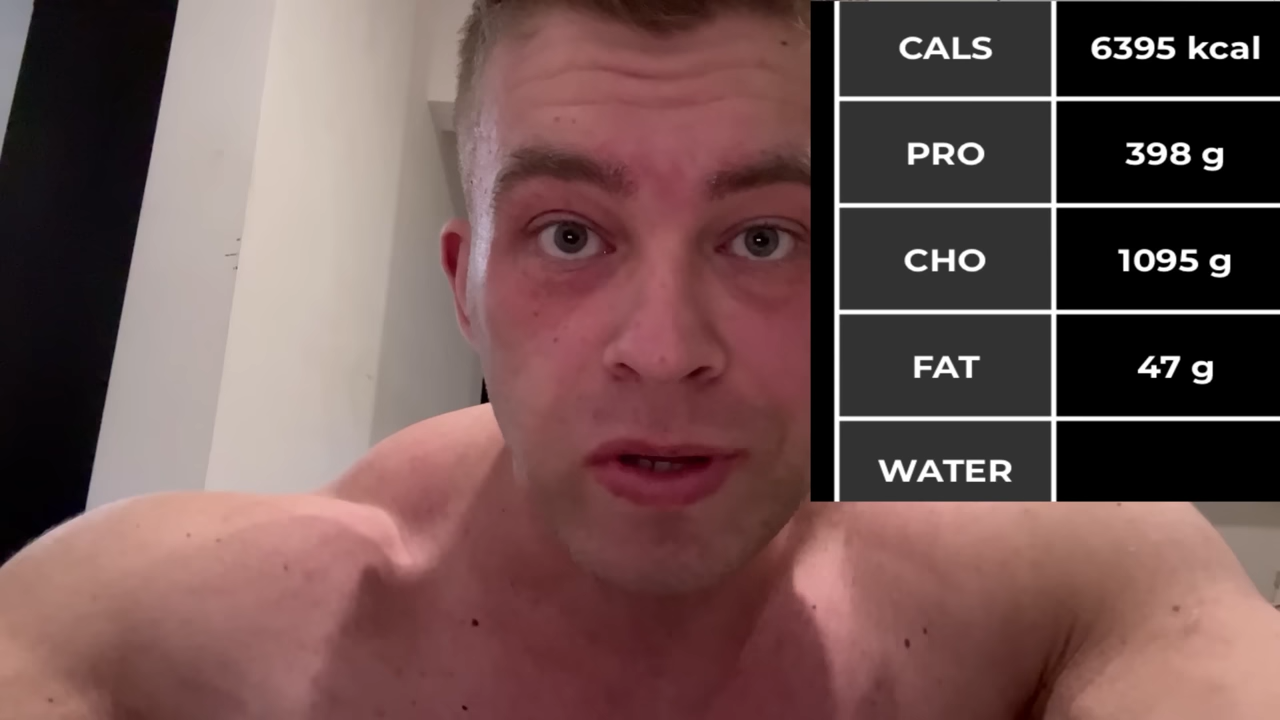 CALS 6395 kcal
PRO 398 g
CHO 1095 g
FAT 47 g
WATER